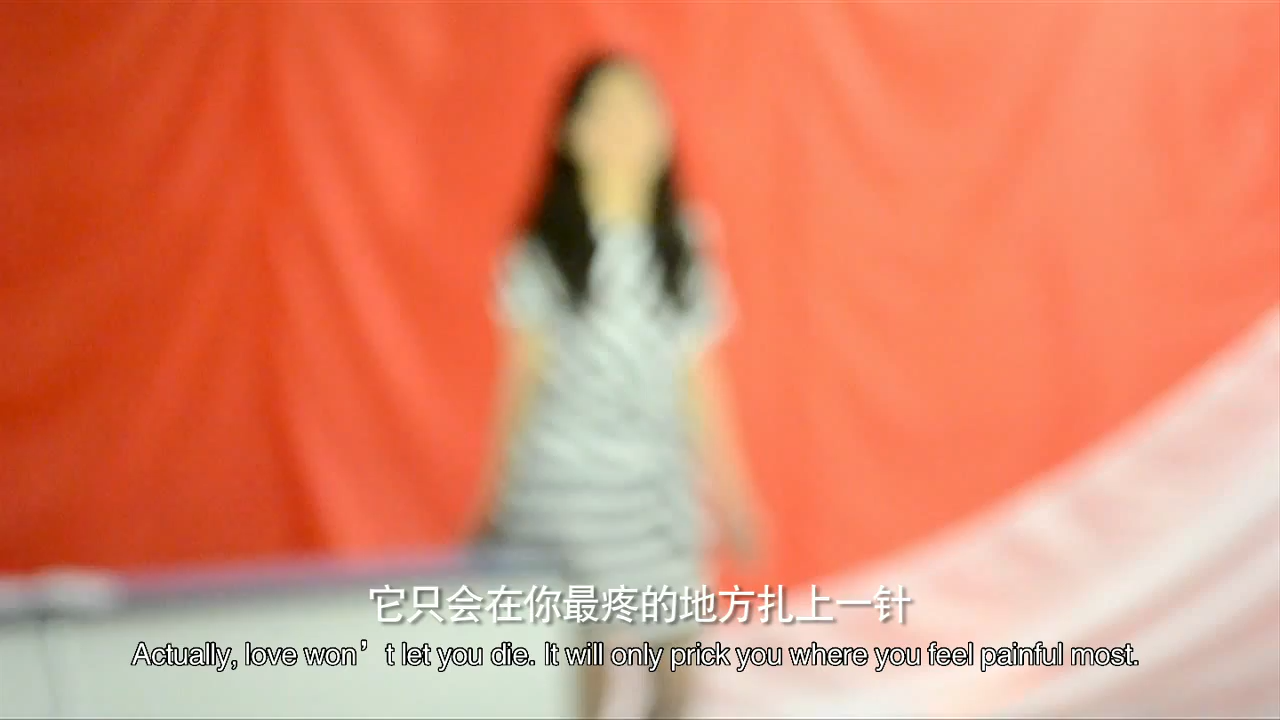 它只会在你最疼的地方扎上一针
Actually, love won’t let you die. It will only prick you where you feel painful most.